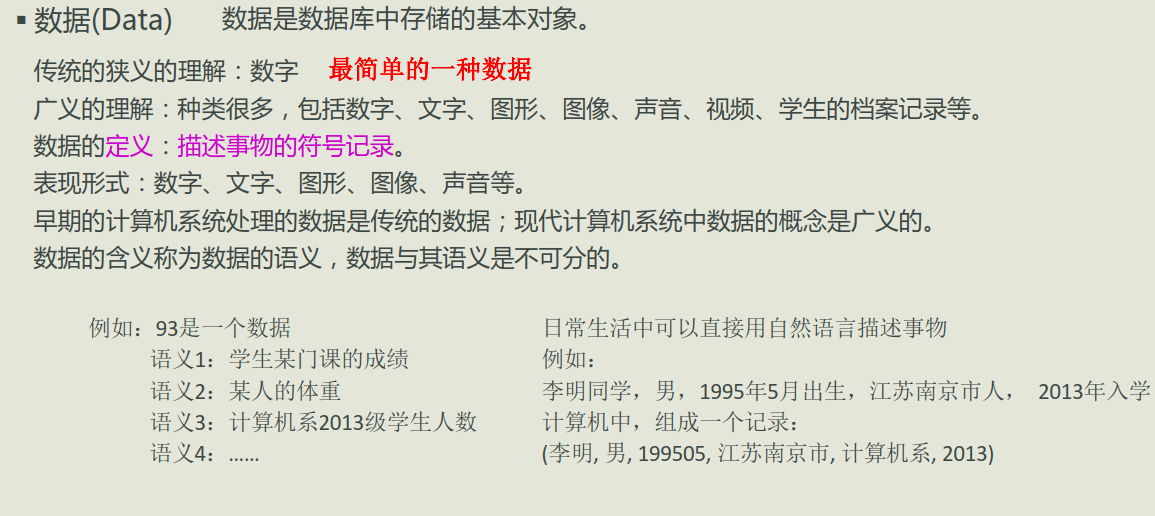 ▪ 数据(Data) 数据是数据库中存储的基本对象。
传统的狭义的理解：数字 最简单的一种数据
广义的理解：种类很多，包括数字、文字、图形、图像、声音、视频、学生的档案记录等。
数据的定义：描述事物的符号记录。
表现形式：数字、文字、图形、图像、声音等。
早期的计算机系统处理的数据是传统的数据；现代计算机系统中数据的概念是广义的。
数据的含义称为数据的语义，数据与其语义是不可分的。
例如：93是一个数据
语义1：学生某门课的成绩
语义2：某人的体重
语义3：计算机系2013级学生人数
语义4：……
日常生活中可以直接用自然语言描述事物
例如：
李明同学，男，1995年5月出生，江苏南京市人， 2013年入学
计算机中，组成一个记录：
(李明, 男, 199505, 江苏南京市, 计算机系, 2013)